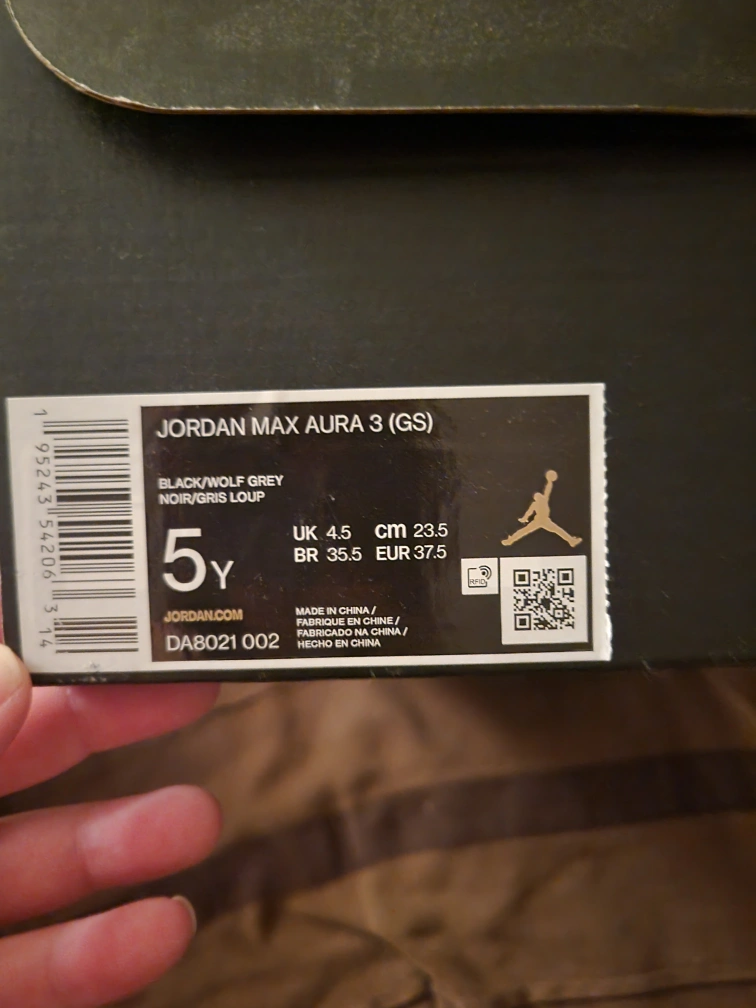 JORDAN MAX AURA 3 (GS)
BLACK/WOLF GREY
NOIR/GRIS LOUP
5Y
UK 4.5 cm 23.5
BR 35.5 EUR 37.5
RFID
JORDAN.COM
DA8021 002
MADE IN CHINA /
FABRIQUE EN CHINE /
FABRICADO NA CHINA /
HECHO EN CHINA
1 95243 54206 3 14